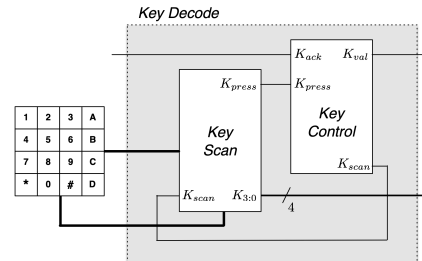 Key Decode
K_ack K_val
K_press K_press
Key
Scan
Key
Control
K_scan
K_scan K_3:0
4
1 2 3 A
4 5 6 B
7 8 9 C
* 0 # D